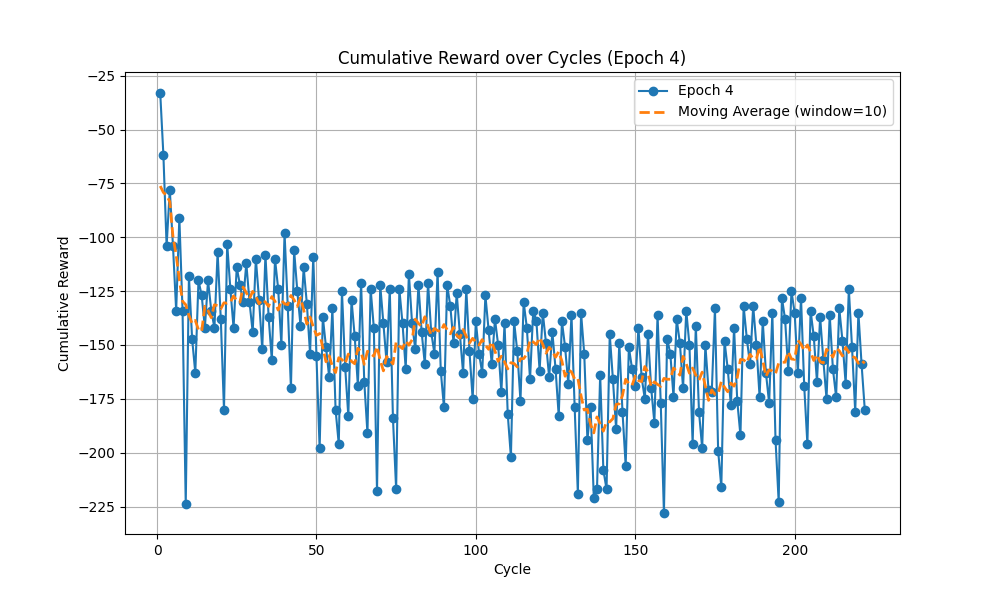 Cumulative Reward over Cycles (Epoch 4)
Epoch 4
Moving Average (window=10)
Cumulative Reward
−25
−50
−75
−100
−125
−150
−175
−200
−225
0
50
100
150
200
Cycle